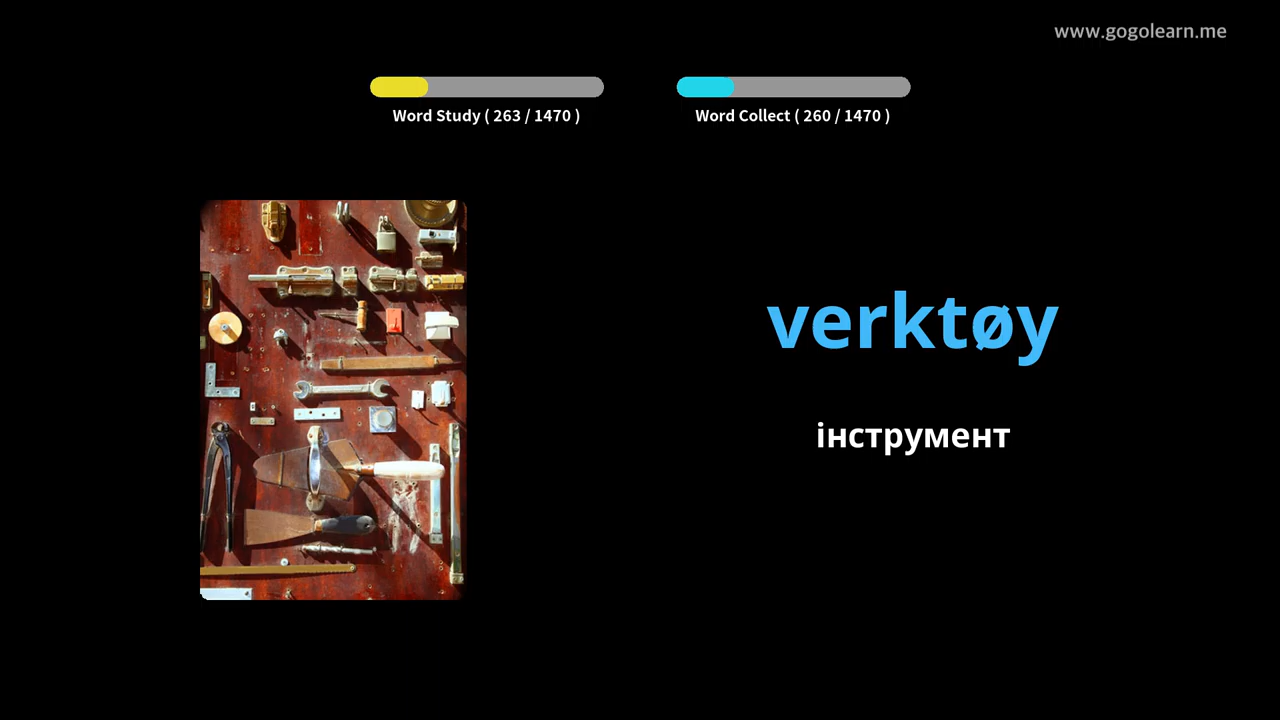 www.gogolearn.me
Word Study ( 263 / 1470 )
Word Collect ( 260 / 1470 )
verktøy
інструмент